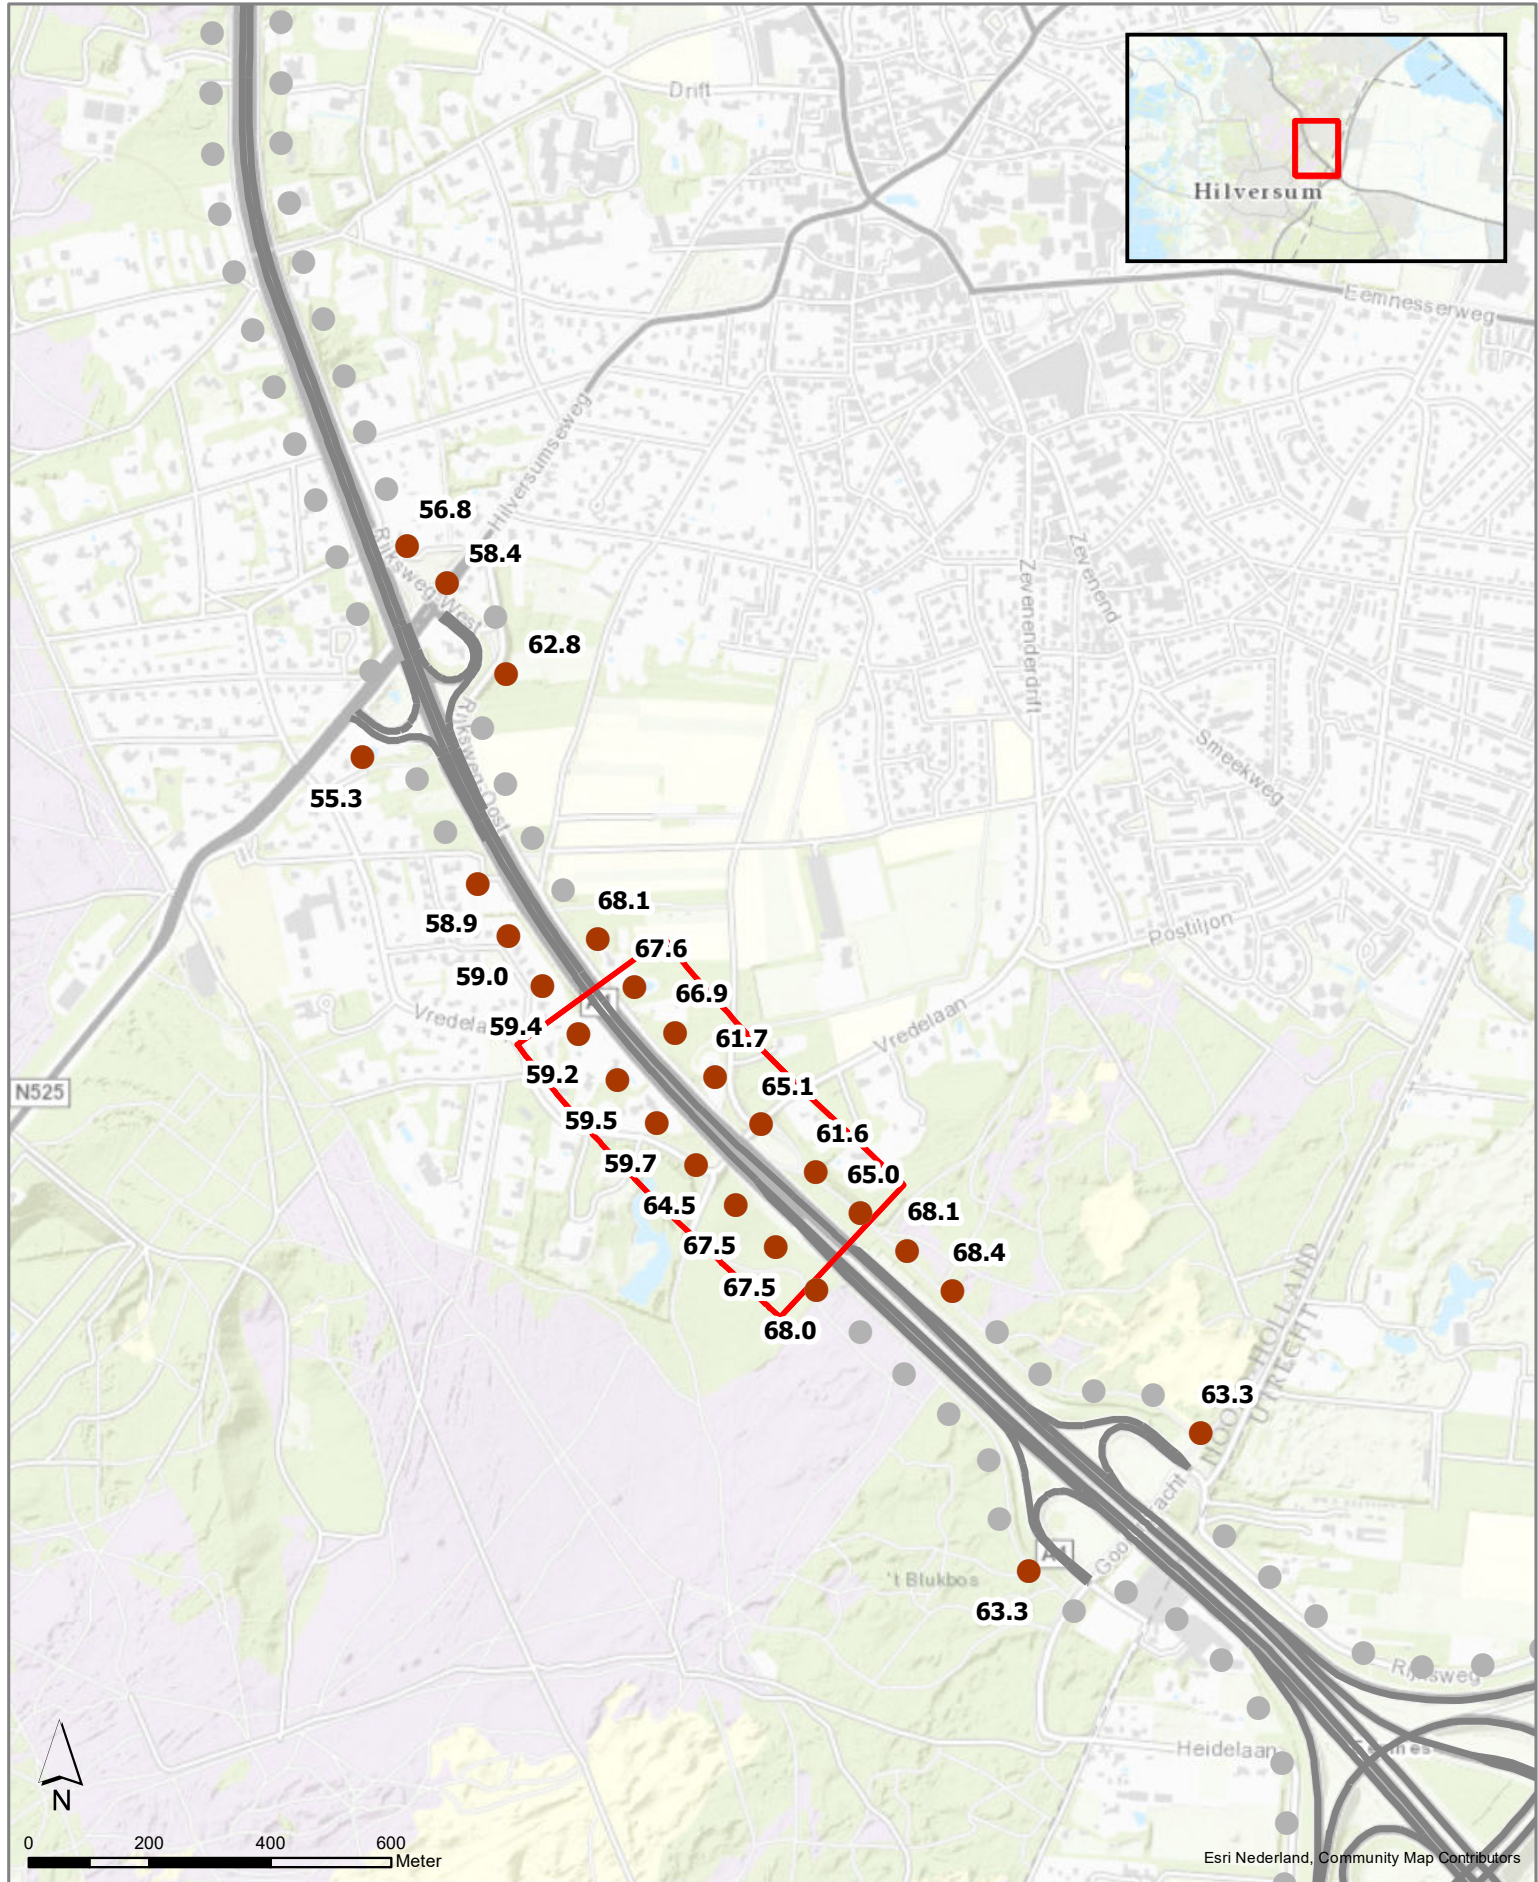 Drift
Hilversum
Eemnesserweg
Hilversumseweg
56.8
Rijksweg West
58.4
Zevenend
Zevenenderdrift
62.8
Rijksweg Oost
Smeekweg
55.3
68.1
58.9
Postiljon
67.6
59.0
66.9
Vredelaan
59.4
61.7
Vredelaan
59.2
65.1
N525
59.5
61.6
59.7
65.0
64.5
68.1
67.5
68.4
67.5
68.0
NOORD-HOLLAND
UTRECHT
63.3
A1
't Blukbos
63.3
Rijksweg
Heidelaan
N
0 200 400 600
Meter
Esri Nederland, Community Map Contributors